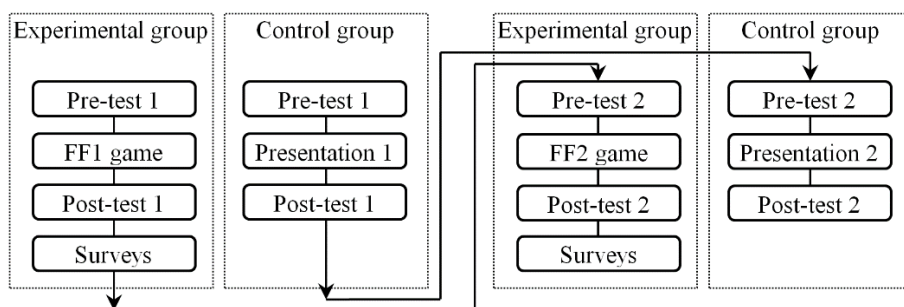 Experimental group
Pre-test 1
FF1 game
Post-test 1
Surveys
Control group
Pre-test 1
Presentation 1
Post-test 1
Experimental group
Pre-test 2
FF2 game
Post-test 2
Surveys
Control group
Pre-test 2
Presentation 2
Post-test 2